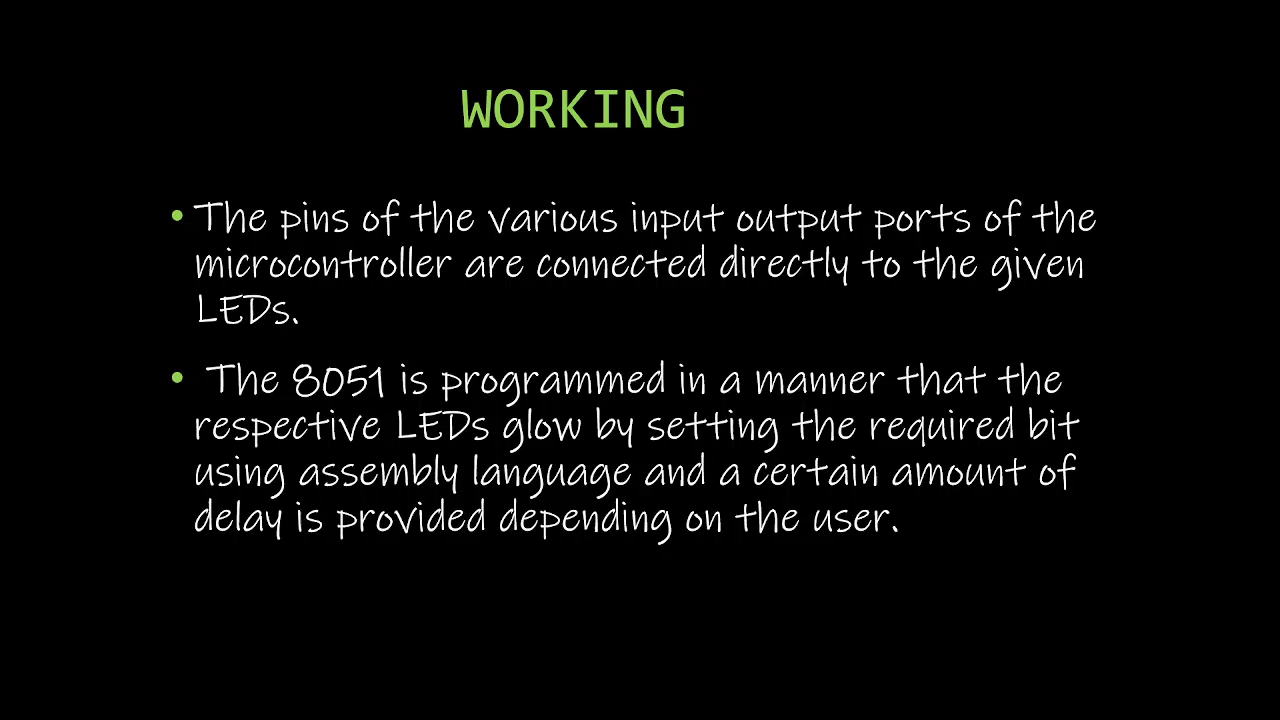 WORKING
• The pins of the various input output ports of the
microcontroller are connected directly to the given
LEDs.
• The 8051 is programmed in a manner that the
respective LEDs glow by setting the required bit
using assembly language and a certain amount of
delay is provided depending on the user.